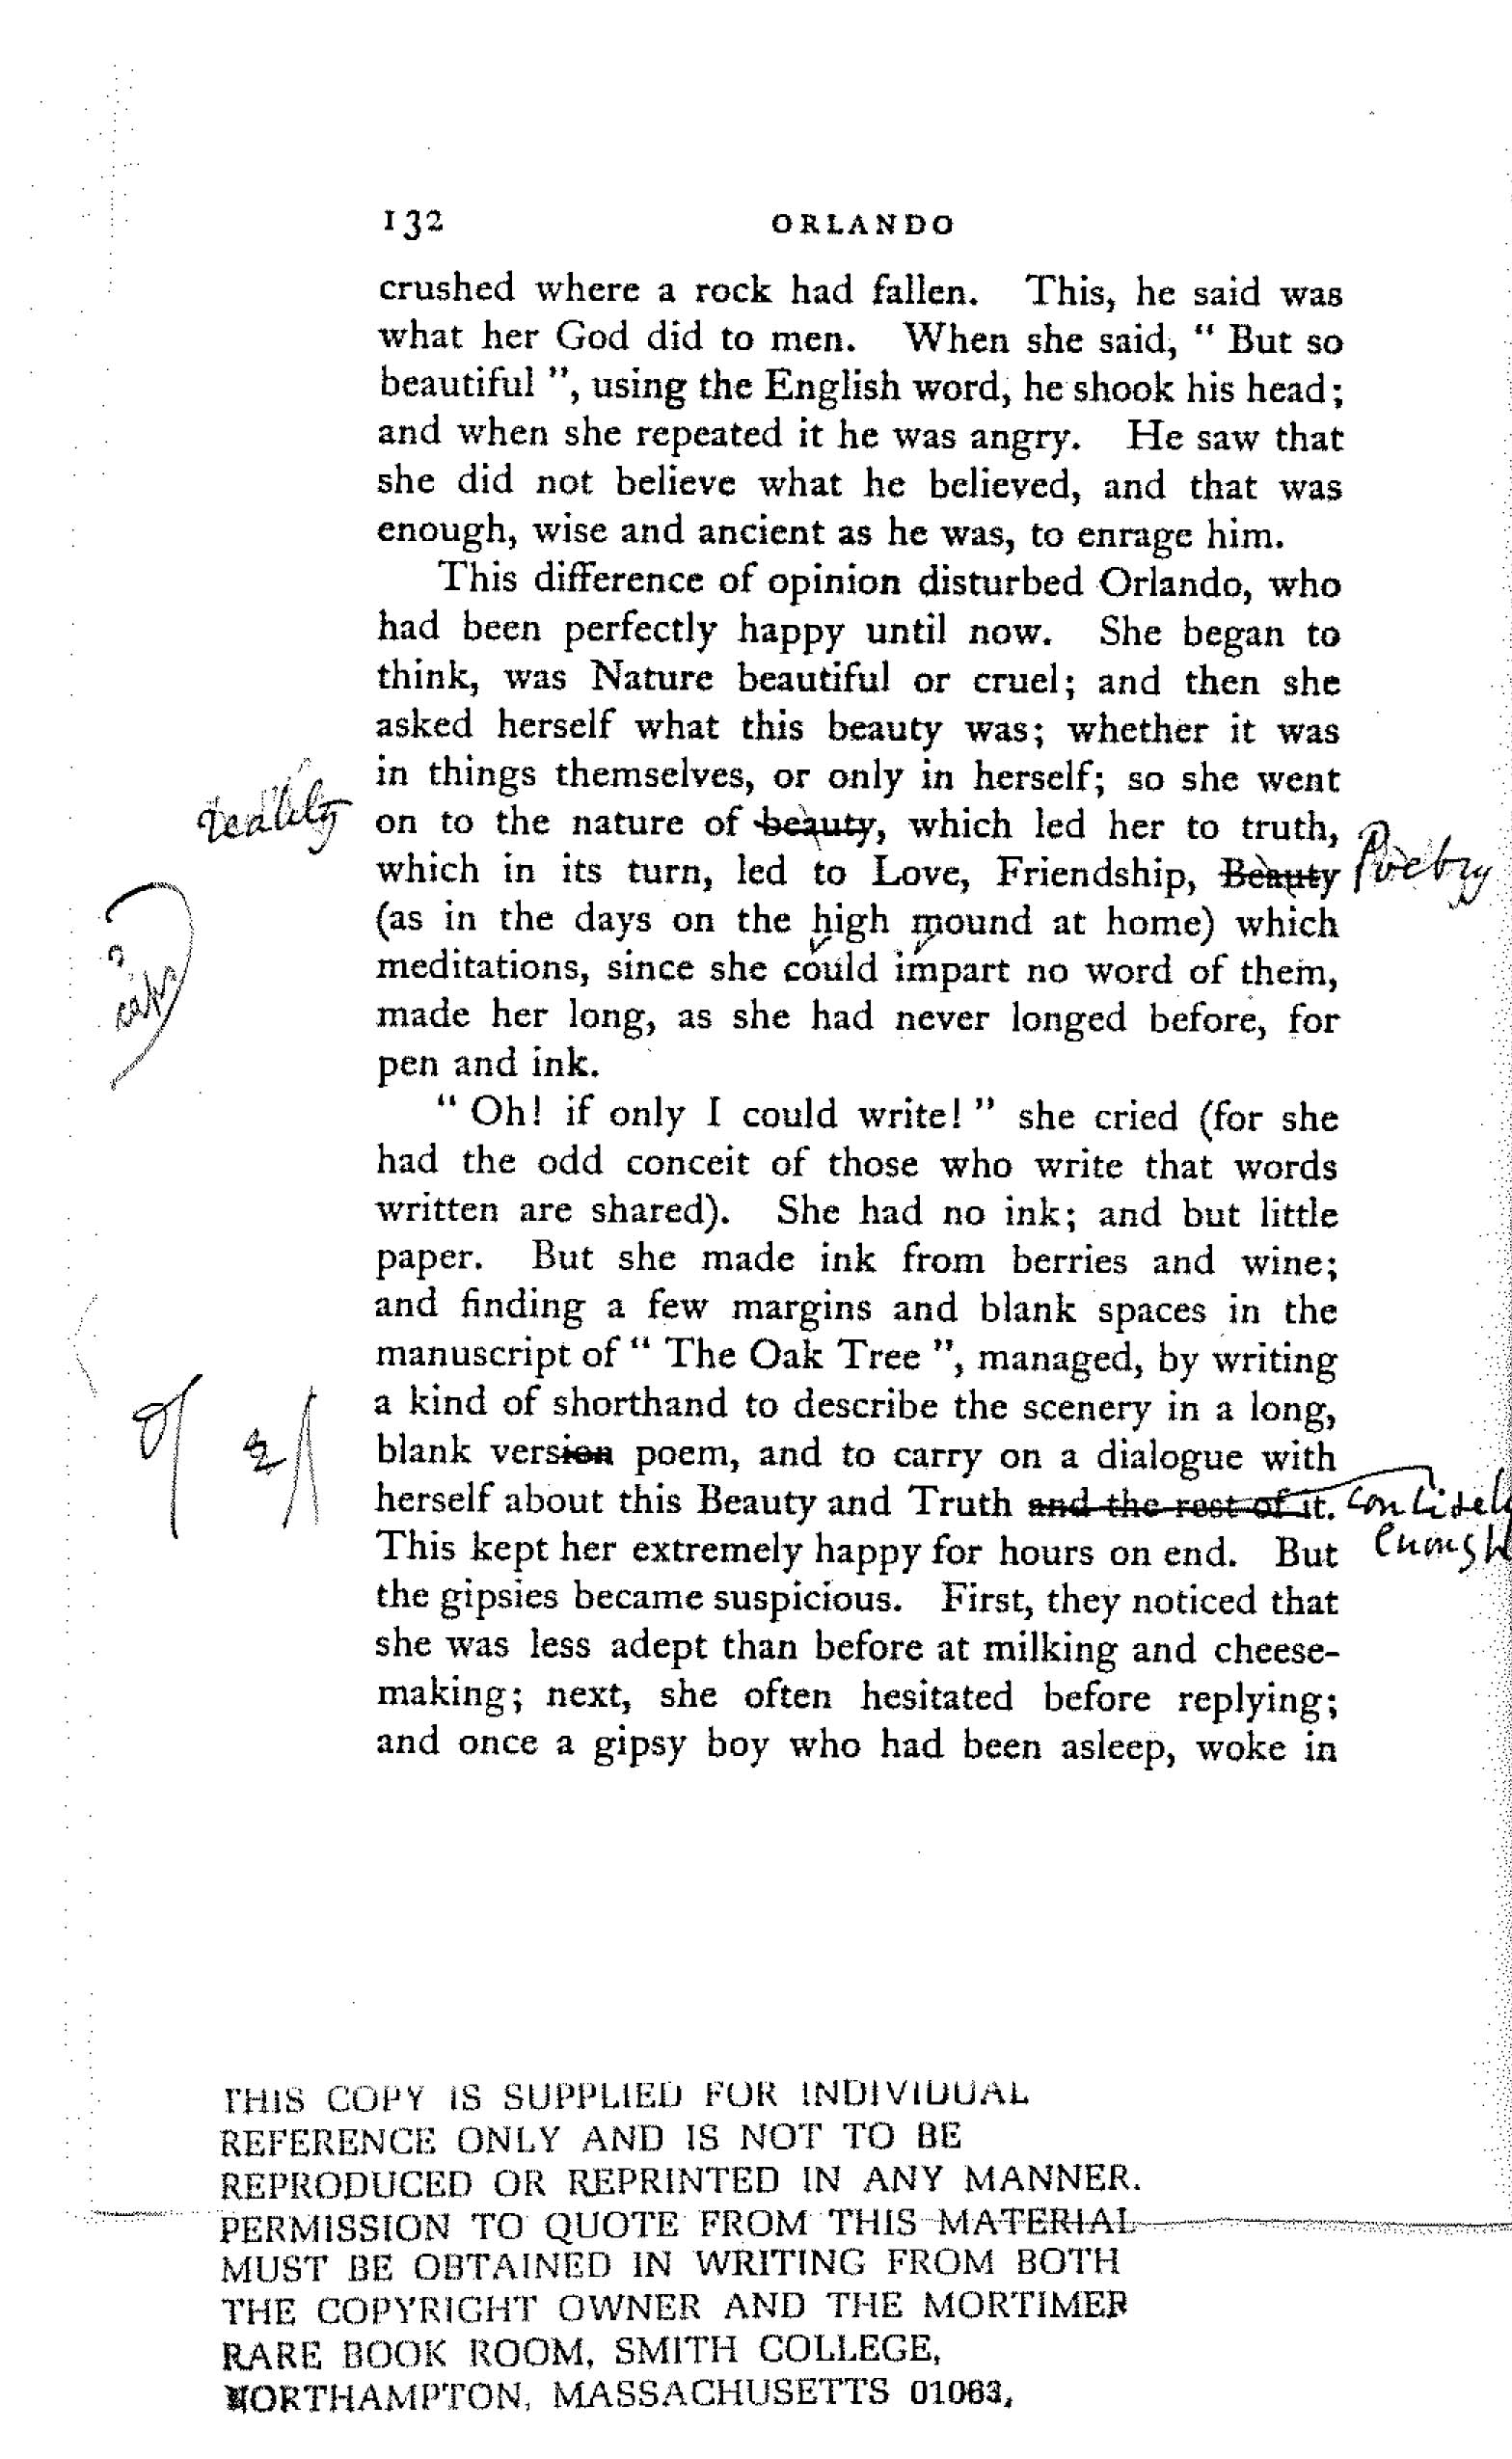 132 ORLANDO
crushed where a rock had fallen. This, he said was
what her God did to men. When she said, “ But so
beautiful ”, using the English word, he shook his head;
and when she repeated it he was angry. He saw that
she did not believe what he believed, and that was
enough, wise and ancient as he was, to enrage him.
This difference of opinion disturbed Orlando, who
had been perfectly happy until now. She began to
think, was Nature beautiful or cruel; and then she
asked herself what this beauty was; whether it was
in things themselves, or only in herself; so she went
reality on to the nature of beauty, which led her to truth,
which in its turn, led to Love, Friendship, Beauty Poetry
(as in the days on the high mound at home) which
meditations, since she could impart no word of them,
made her long, as she had never longed before, for
pen and ink.
“ Oh! if only I could write! ” she cried (for she
had the odd conceit of those who write that words
written are shared). She had no ink; and but little
paper. But she made ink from berries and wine;
and finding a few margins and blank spaces in the
manuscript of “ The Oak Tree ”, managed, by writing
a kind of shorthand to describe the scenery in a long,
blank version poem, and to carry on a dialogue with
herself about this Beauty and Truth and the rest of it.
This kept her extremely happy for hours on end. But enough
the gipsies became suspicious. First, they noticed that
she was less adept than before at milking and cheese-
making; next, she often hesitated before replying;
and once a gipsy boy who had been asleep, woke in
THIS COPY IS SUPPLIED FOR INDIVIDUAL
REFERENCE ONLY AND IS NOT TO BE
REPRODUCED OR REPRINTED IN ANY MANNER.
PERMISSION TO QUOTE FROM THIS MATERIAL
MUST BE OBTAINED IN WRITING FROM BOTH
THE COPYRIGHT OWNER AND THE MORTIMER
RARE BOOK ROOM, SMITH COLLEGE,
NORTHAMPTON, MASSACHUSETTS 01063,